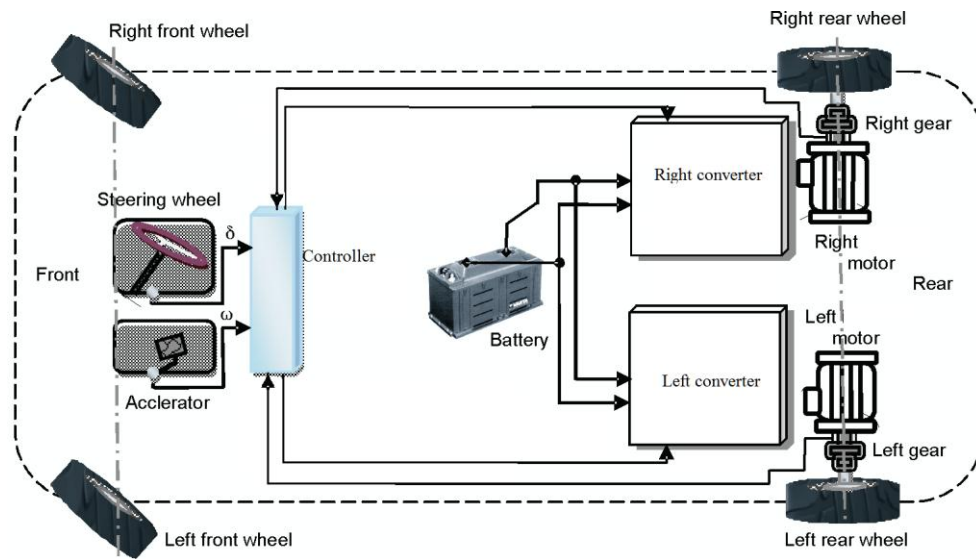 Right front wheel
Right rear wheel
Right gear
Steering wheel
δ
Right converter
Controller
Front
Right
motor
Rear
ω
Battery
Left
motor
Acclerator
Left converter
Left gear
Left front wheel
Left rear wheel